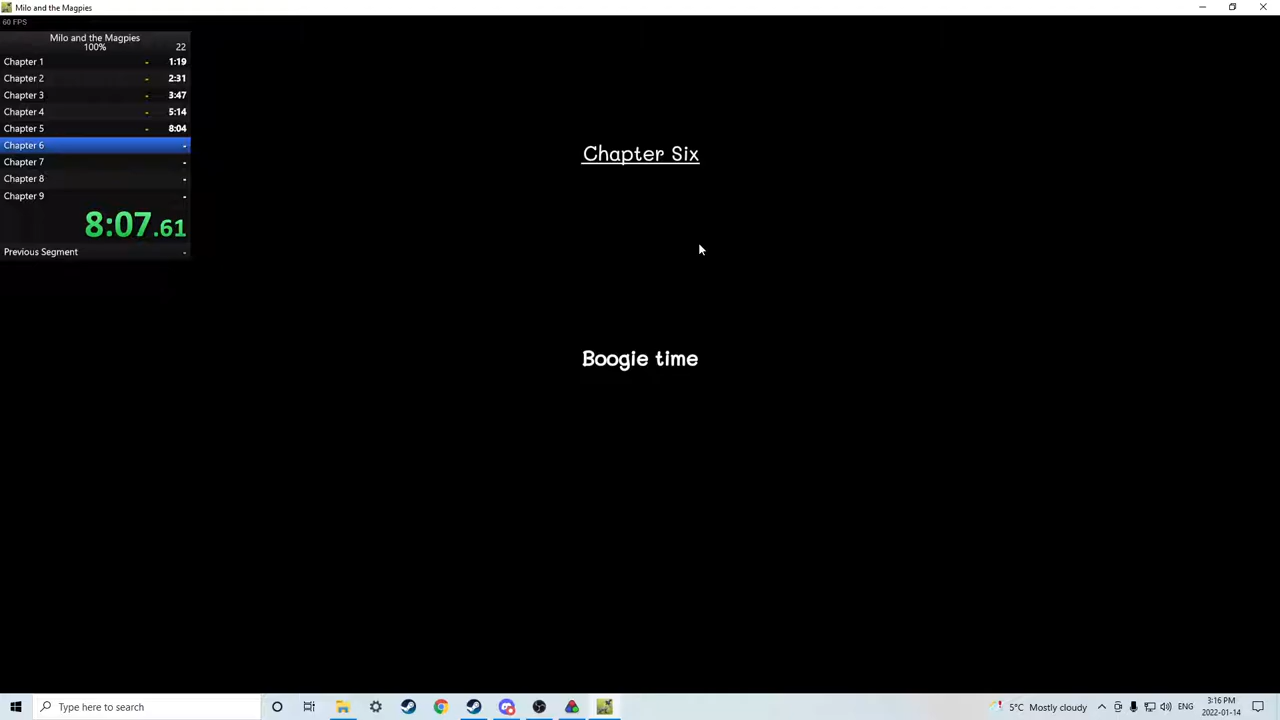 Milo and the Magpies
60 FPS
Milo and the Magpies
100% 22
Chapter 1 - 1:19
Chapter 2 - 2:31
Chapter 3 - 3:47
Chapter 4 - 5:14
Chapter 5 - 8:04
Chapter 6 -
Chapter 7 -
Chapter 8 -
Chapter 9 -
8:07.61
Previous Segment -
Chapter Six
Boogie time
Type here to search
5°C Mostly cloudy
ENG
3:16 PM
2022-01-14